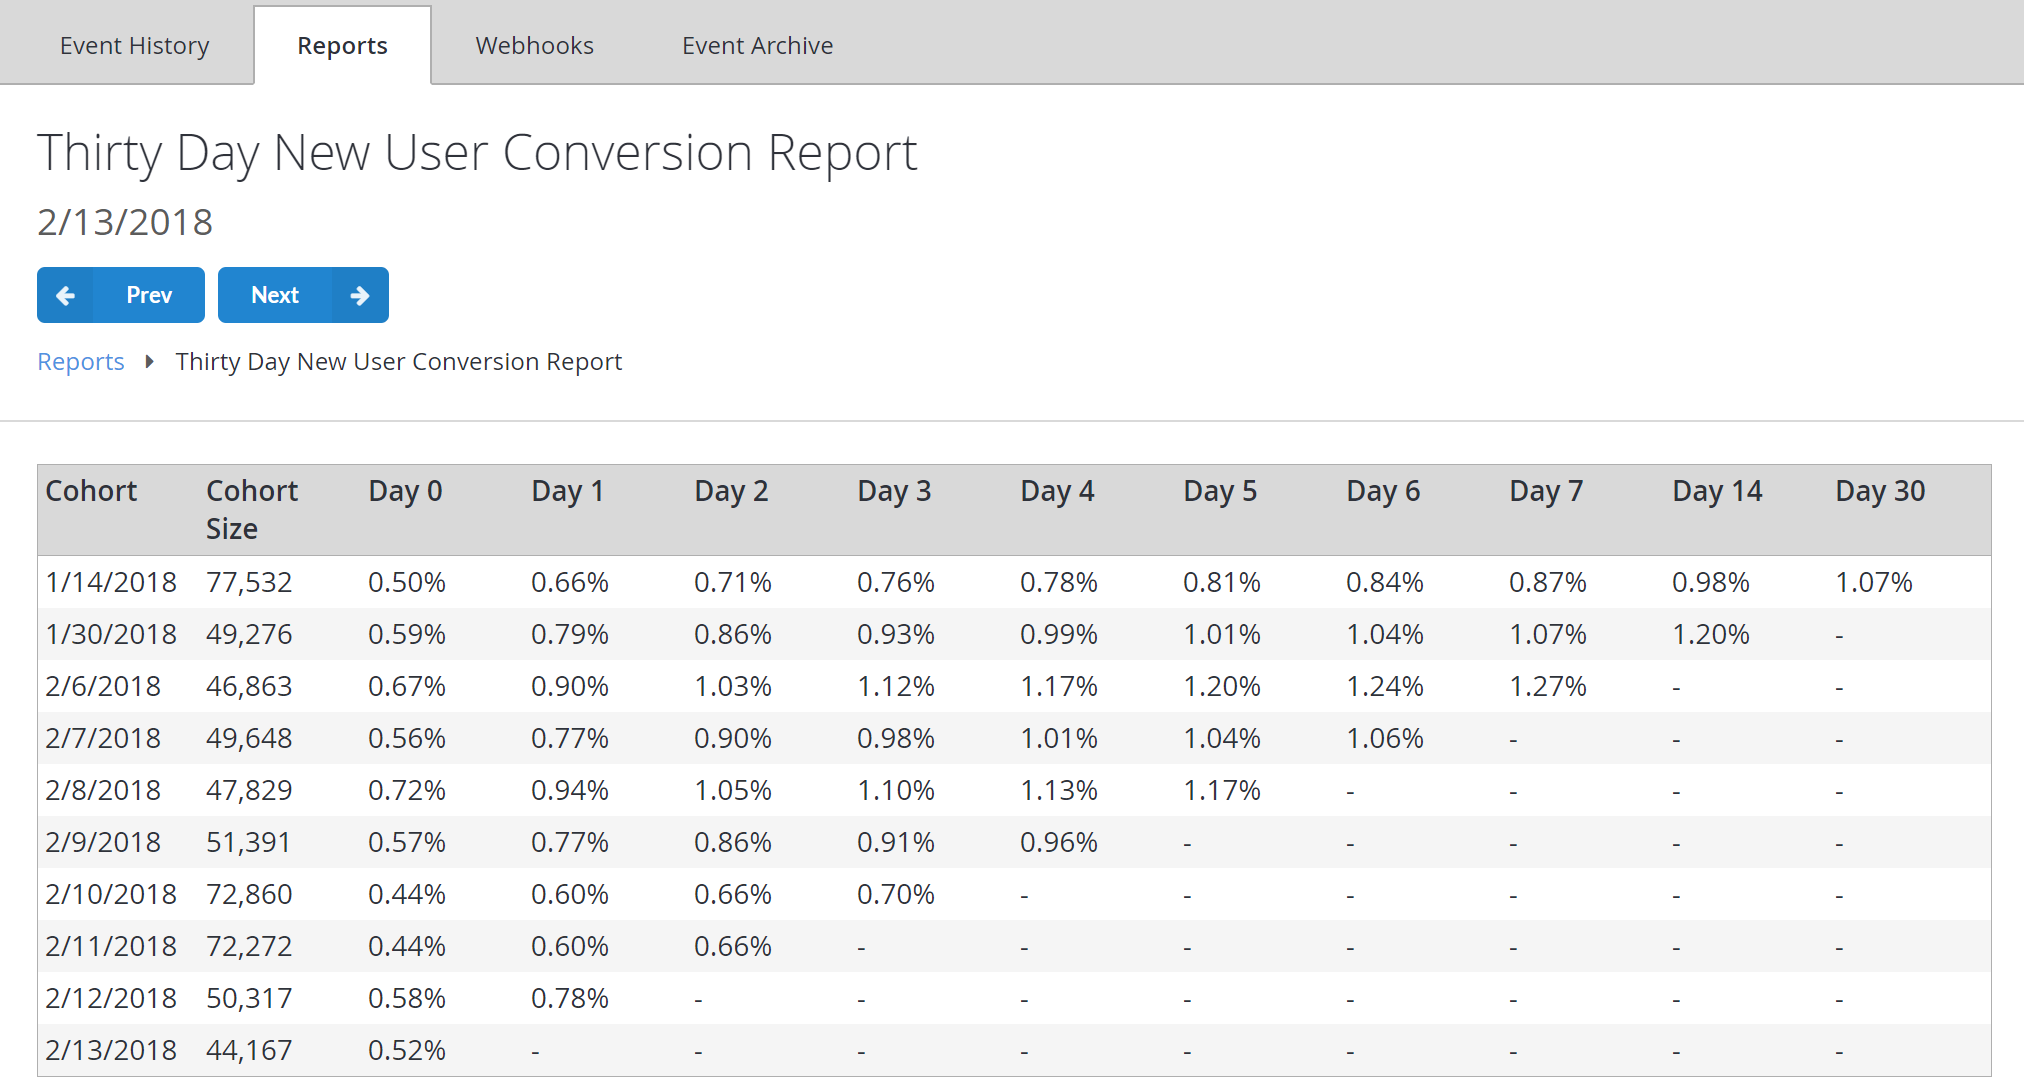 Event History Reports Webhooks Event Archive
Thirty Day New User Conversion Report
2/13/2018
Prev Next
Reports Thirty Day New User Conversion Report
Cohort Cohort Size Day 0 Day 1 Day 2 Day 3 Day 4 Day 5 Day 6 Day 7 Day 14 Day 30
1/14/2018 77,532 0.50% 0.66% 0.71% 0.76% 0.78% 0.81% 0.84% 0.87% 0.98% 1.07%
1/30/2018 49,276 0.59% 0.79% 0.86% 0.93% 0.99% 1.01% 1.04% 1.07% 1.20% -
2/6/2018 46,863 0.67% 0.90% 1.03% 1.12% 1.17% 1.20% 1.24% 1.27% - -
2/7/2018 49,648 0.56% 0.77% 0.90% 0.98% 1.01% 1.04% 1.06% - - -
2/8/2018 47,829 0.72% 0.94% 1.05% 1.10% 1.13% 1.17% - - - -
2/9/2018 51,391 0.57% 0.77% 0.86% 0.91% 0.96% - - - - -
2/10/2018 72,860 0.44% 0.60% 0.66% 0.70% - - - - - -
2/11/2018 72,272 0.44% 0.60% 0.66% - - - - - - -
2/12/2018 50,317 0.58% 0.78% - - - - - - - -
2/13/2018 44,167 0.52% - - - - - - - - -